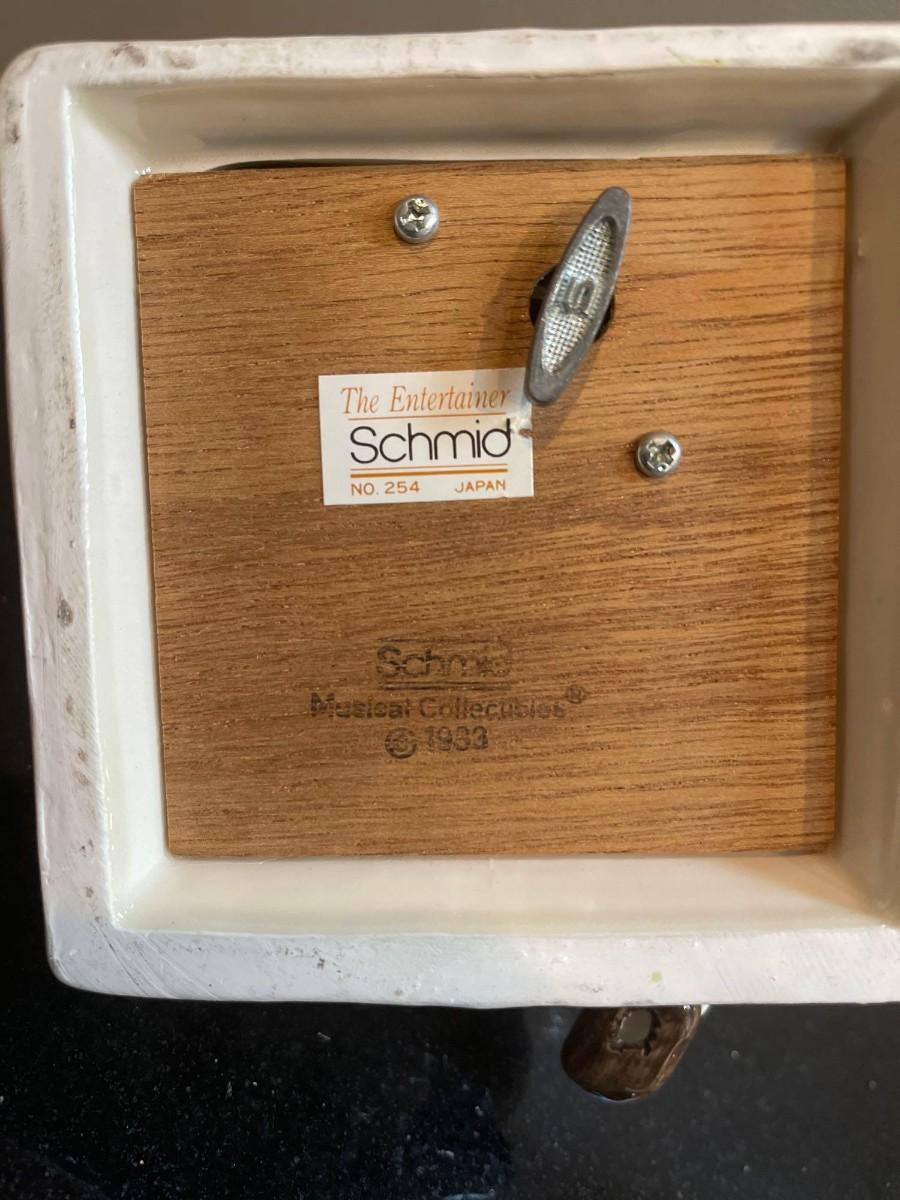 S
The Entertainer
Schmid
NO. 254 JAPAN
Schmid
Musical Collectibles®
© 1983